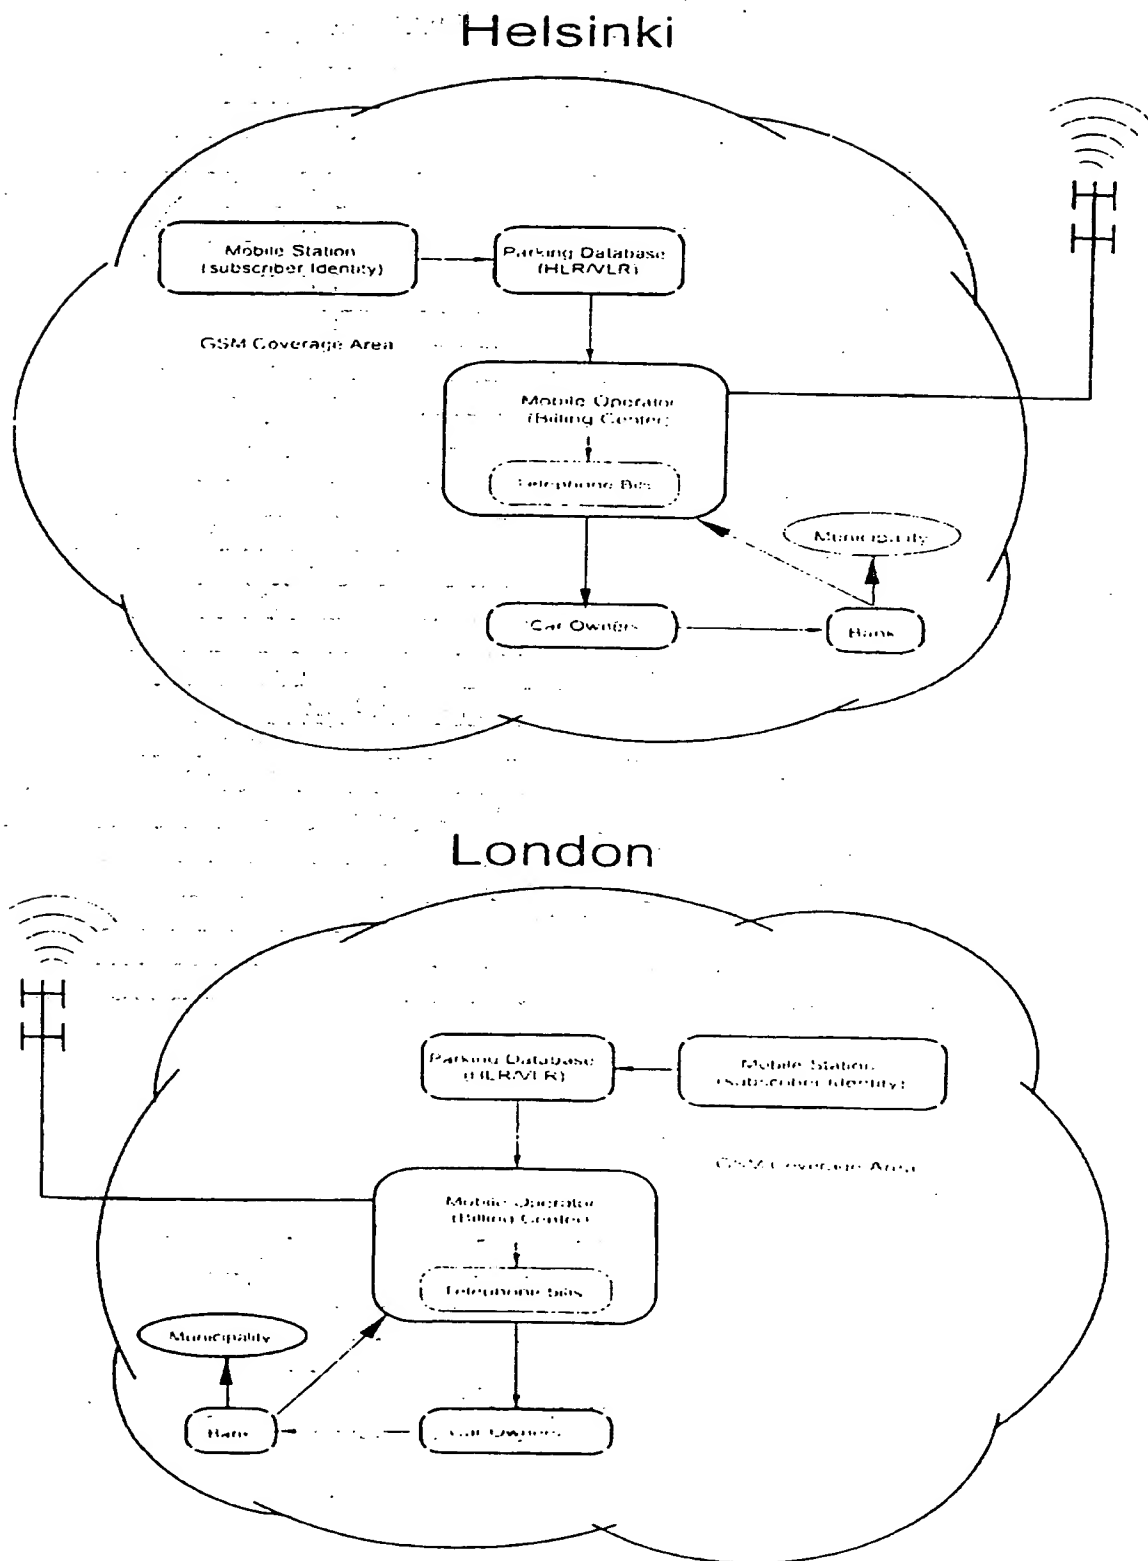 Helsinki
Mobile Station
(subscriber Identity)
Parking Database
(HLR/VLR)
GSM Coverage Area
Mobile Operator
(Billing Center)
Telephone Bills
Municipality
Car Owners
Bank
London
Parking Database
(HLR/VLR)
Mobile Station
(subscriber Identity)
GSM Coverage Area
Mobile Operator
(Billing Center)
Telephone bills
Municipality
Bank
Car Owners